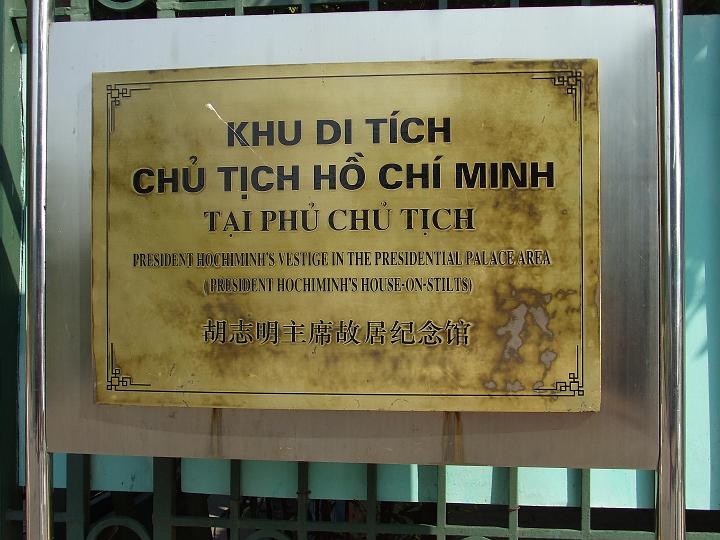 KHU DI TÍCH
CHỦ TỊCH HỒ CHÍ MINH
TẠI PHỦ CHỦ TỊCH
PRESIDENT HOCHIMINH'S VESTIGE IN THE PRESIDENTIAL PALACE AREA
( PRESIDENT HOCHIMINH'S HOUSE-ON-STILTS)
胡志明主席故居纪念馆